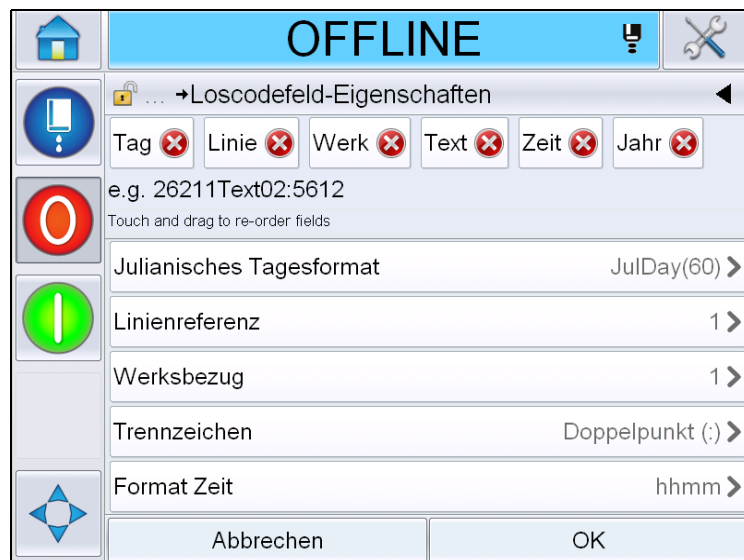 OFFLINE
... →Loscodefeld-Eigenschaften
Tag Linie Werk Text Zeit Jahr
e.g. 26211Text02:5612
Touch and drag to re-order fields
Julianisches Tagesformat JulDay(60)
Linienreferenz 1
Werksbezug 1
Trennzeichen Doppelpunkt (:)
Format Zeit hhmm
Abbrechen OK